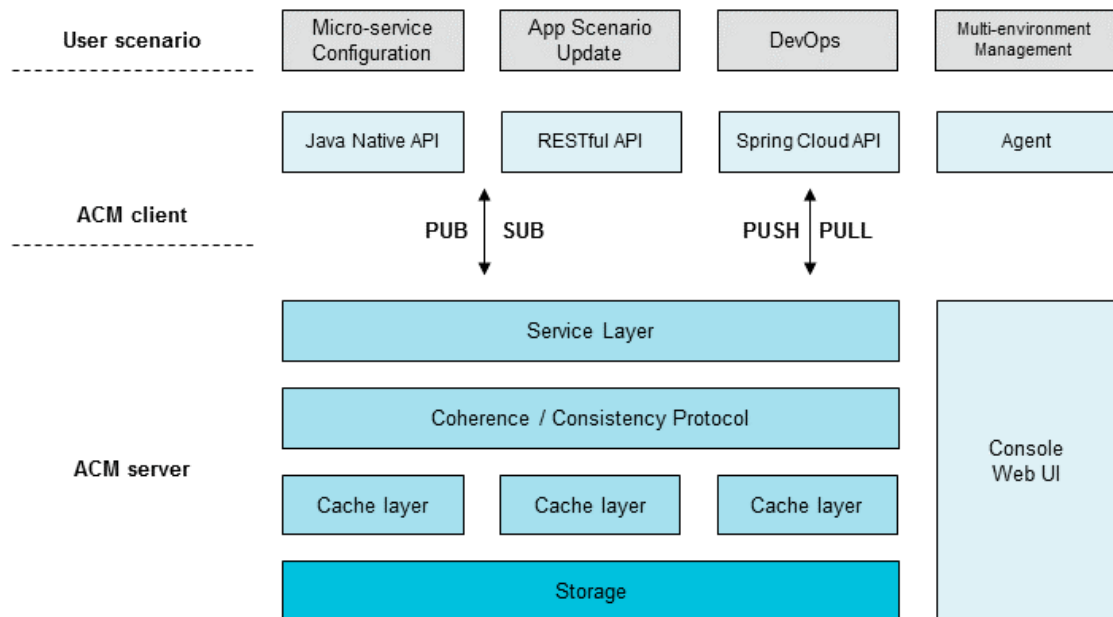 User scenario
Micro-service
Configuration
App Scenario
Update
DevOps
Multi-environment
Management
Java Native API
RESTful API
Spring Cloud API
Agent
ACM client
PUB
SUB
PUSH
PULL
Service Layer
Coherence / Consistency Protocol
ACM server
Console
Web UI
Cache layer
Cache layer
Cache layer
Storage